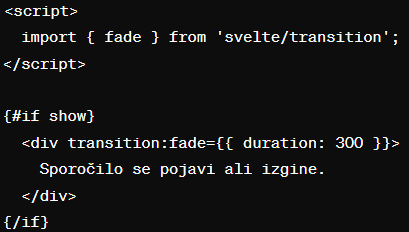 <script>
import { fade } from 'svelte/transition';
</script>
{#if show}
<div transition:fade={{ duration: 300 }}>
Sporočilo se pojavi ali izgine.
</div>
{/if}